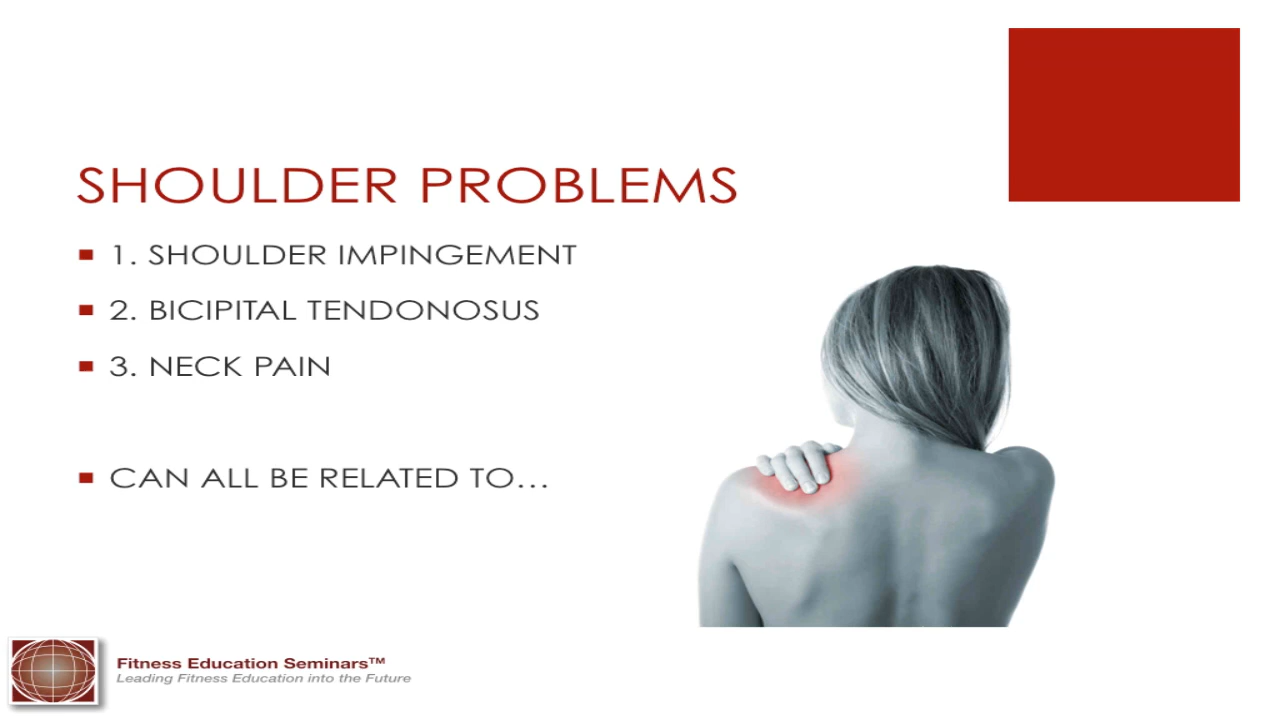 SHOULDER PROBLEMS
1. SHOULDER IMPINGEMENT
2. BICIPITAL TENDONOSUS
3. NECK PAIN
CAN ALL BE RELATED TO...
Fitness Education Seminars™
Leading Fitness Education into the Future